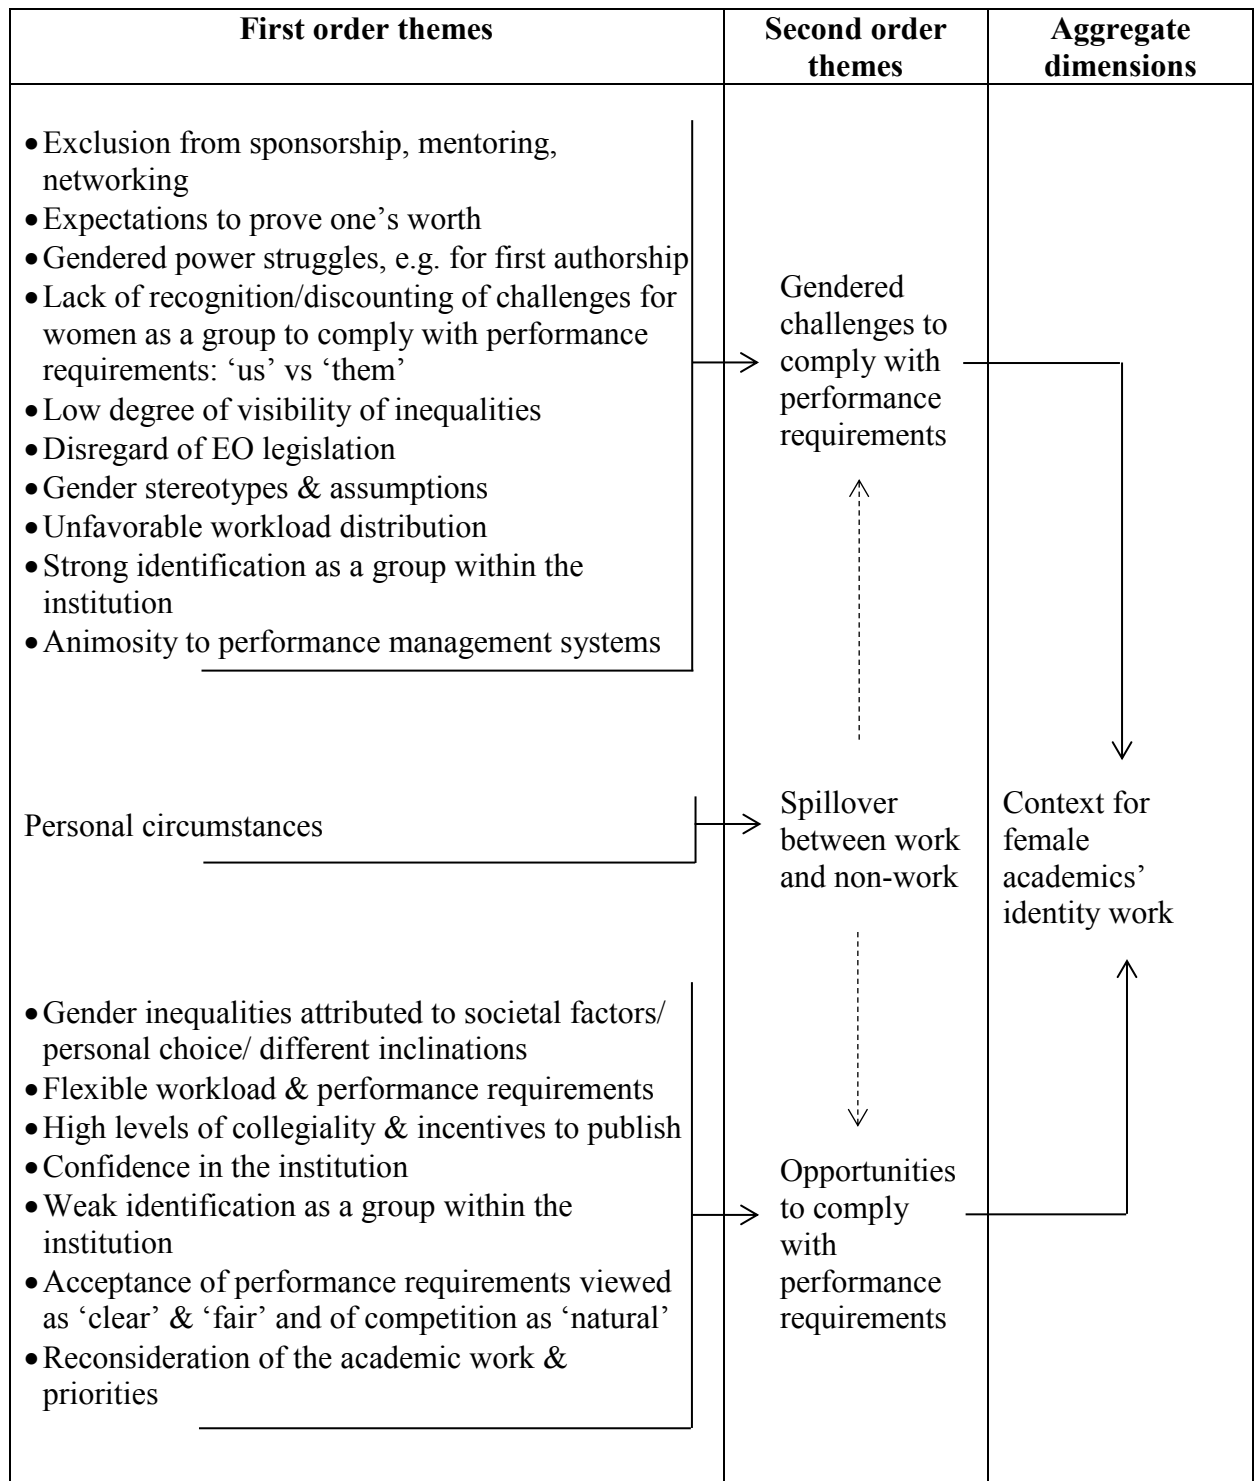 First order themes
Second order
themes
Aggregate
dimensions
•Exclusion from sponsorship, mentoring,
networking
•Expectations to prove one’s worth
•Gendered power struggles, e.g. for first authorship
•Lack of recognition/discounting of challenges for
women as a group to comply with performance
requirements: ‘us’ vs ‘them’
•Low degree of visibility of inequalities
•Disregard of EO legislation
•Gender stereotypes & assumptions
•Unfavorable workload distribution
•Strong identification as a group within the
institution
•Animosity to performance management systems
Gendered
challenges to
comply with
performance
requirements
Personal circumstances
Spillover
between work
and non-work
Context for
female
academics’
identity work
•Gender inequalities attributed to societal factors/
personal choice/ different inclinations
•Flexible workload & performance requirements
•High levels of collegiality & incentives to publish
•Confidence in the institution
•Weak identification as a group within the
institution
•Acceptance of performance requirements viewed
as ‘clear’ & ‘fair’ and of competition as ‘natural’
•Reconsideration of the academic work &
priorities
Opportunities
to comply
with
performance
requirements